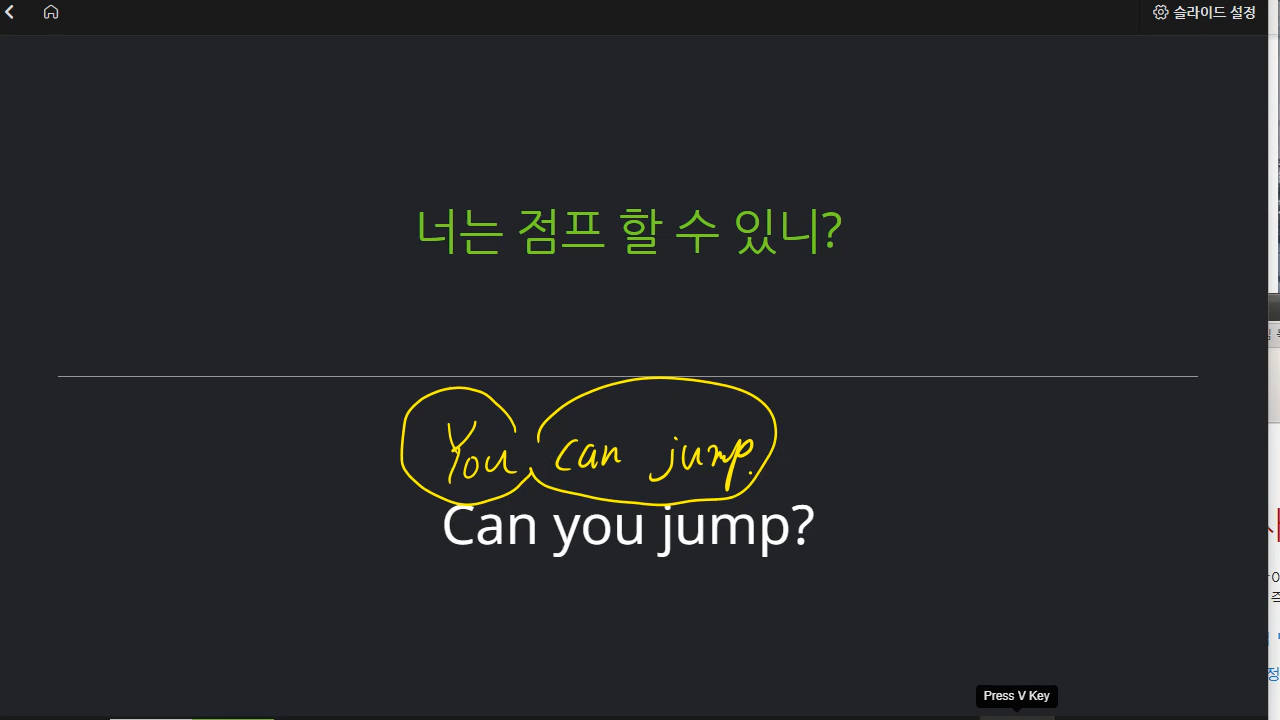 슬라이드 설정
너는 점프 할 수 있니?
You can jump.
Can you jump?
Press V Key